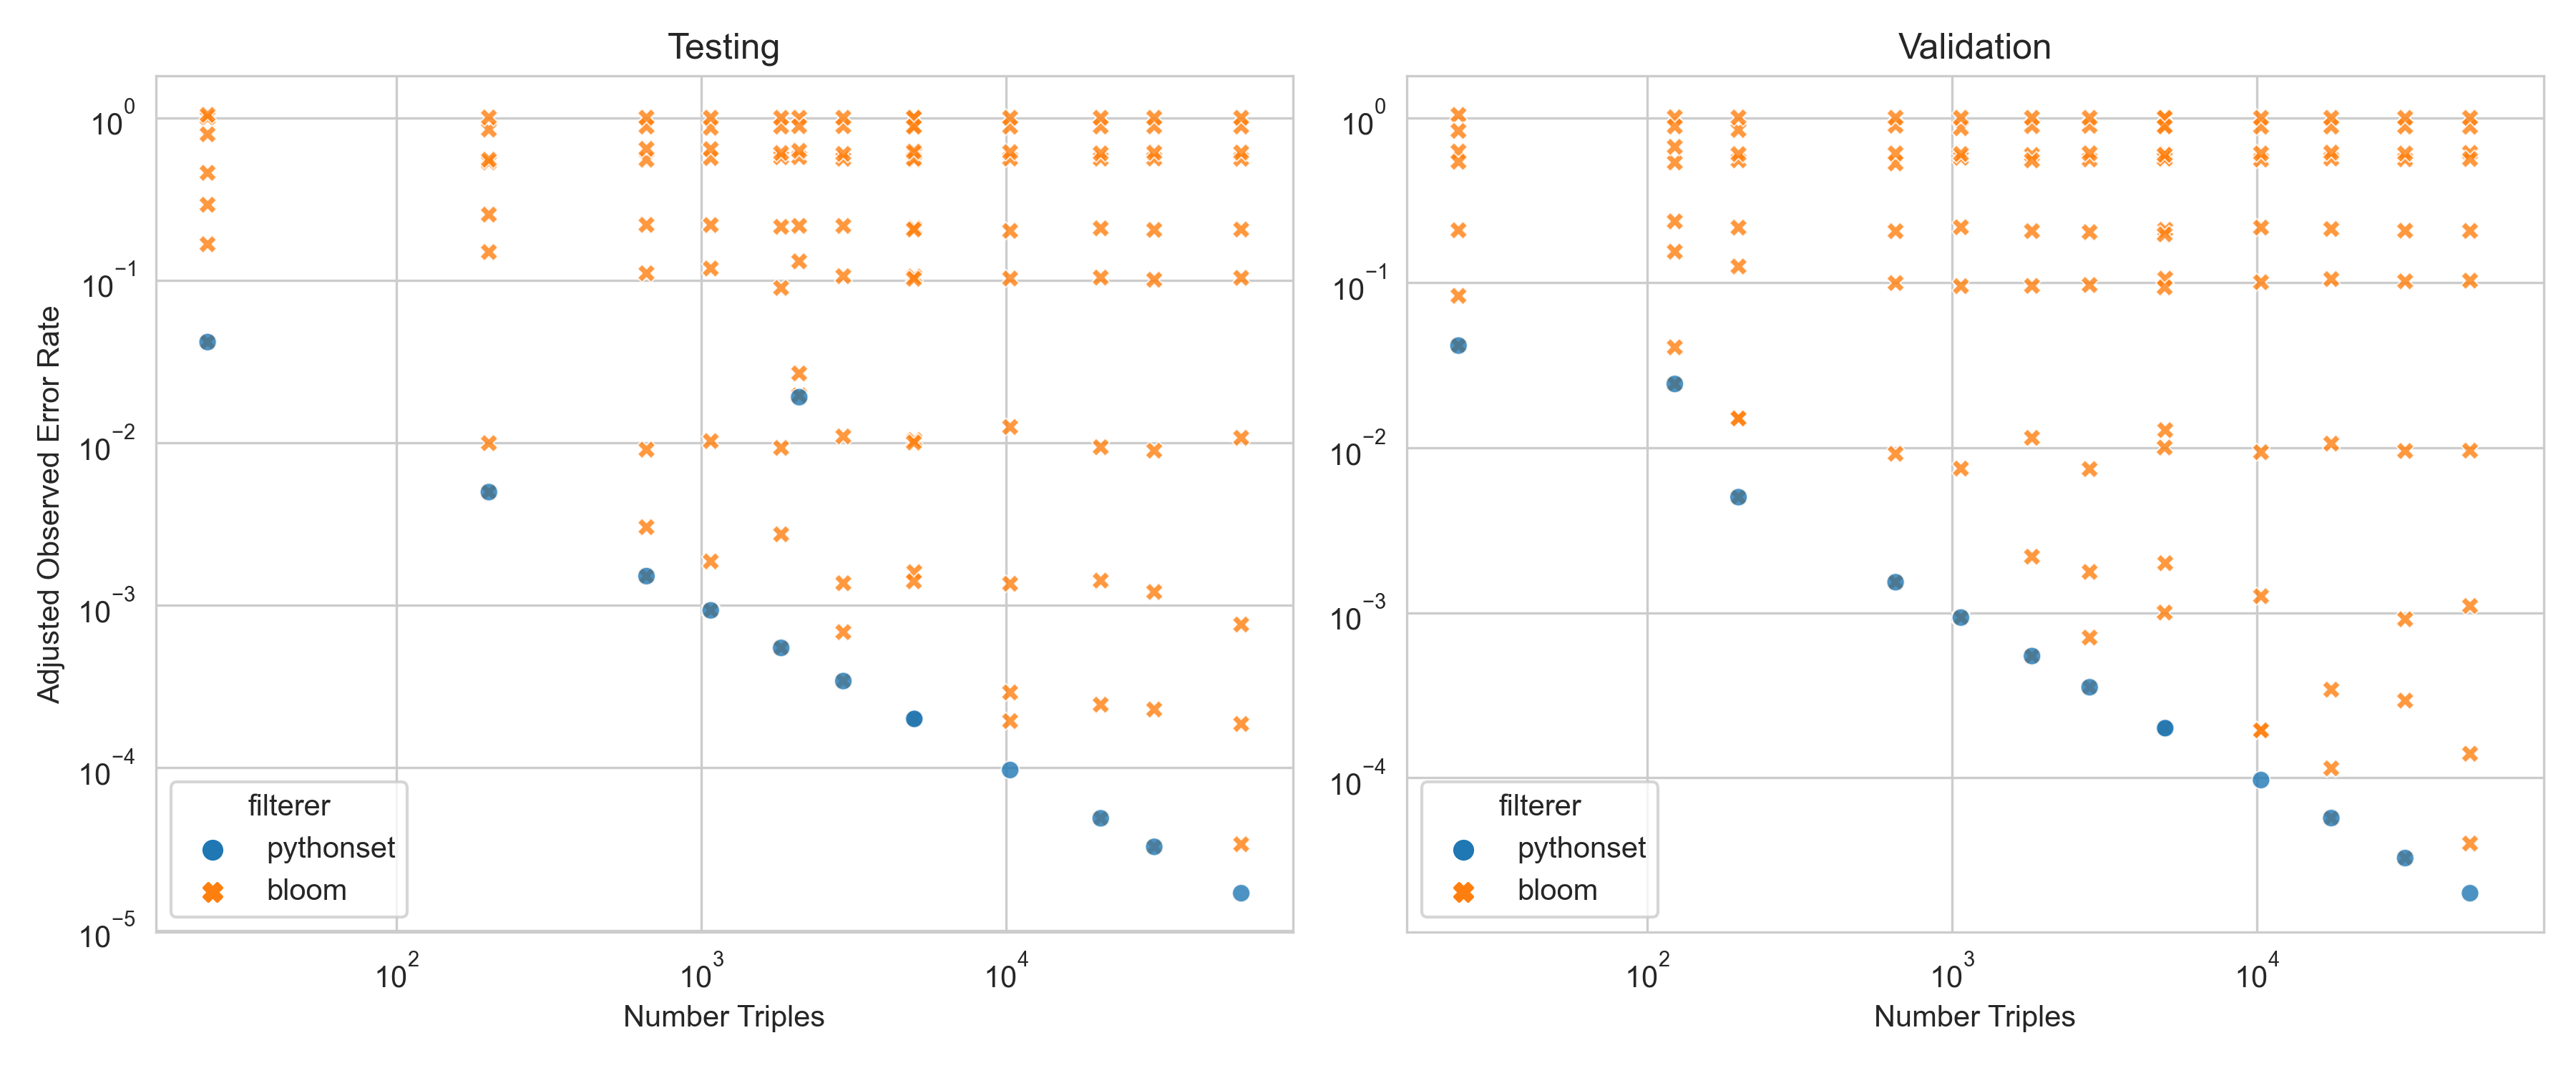 Testing
Adjusted Observed Error Rate
10^0
10^−1
10^−2
10^−3
10^−4
10^−5
filterer
pythonset
bloom
10^2
10^3
10^4
Number Triples
Validation
10^0
10^−1
10^−2
10^−3
10^−4
filterer
pythonset
bloom
10^2
10^3
10^4
Number Triples